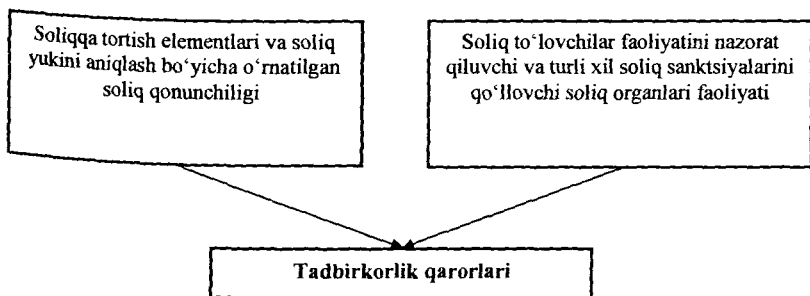 Soliqqa tortish elementlari va soliq
yukini aniqlash bo‘yicha o‘rnatilgan
soliq qonunchiligi
Soliq to‘lovchilar faoliyatini nazorat
qiluvchi va turli xil soliq sanktsiyalarini
qo‘llovchi soliq organlari faoliyati
Tadbirkorlik qarorlari